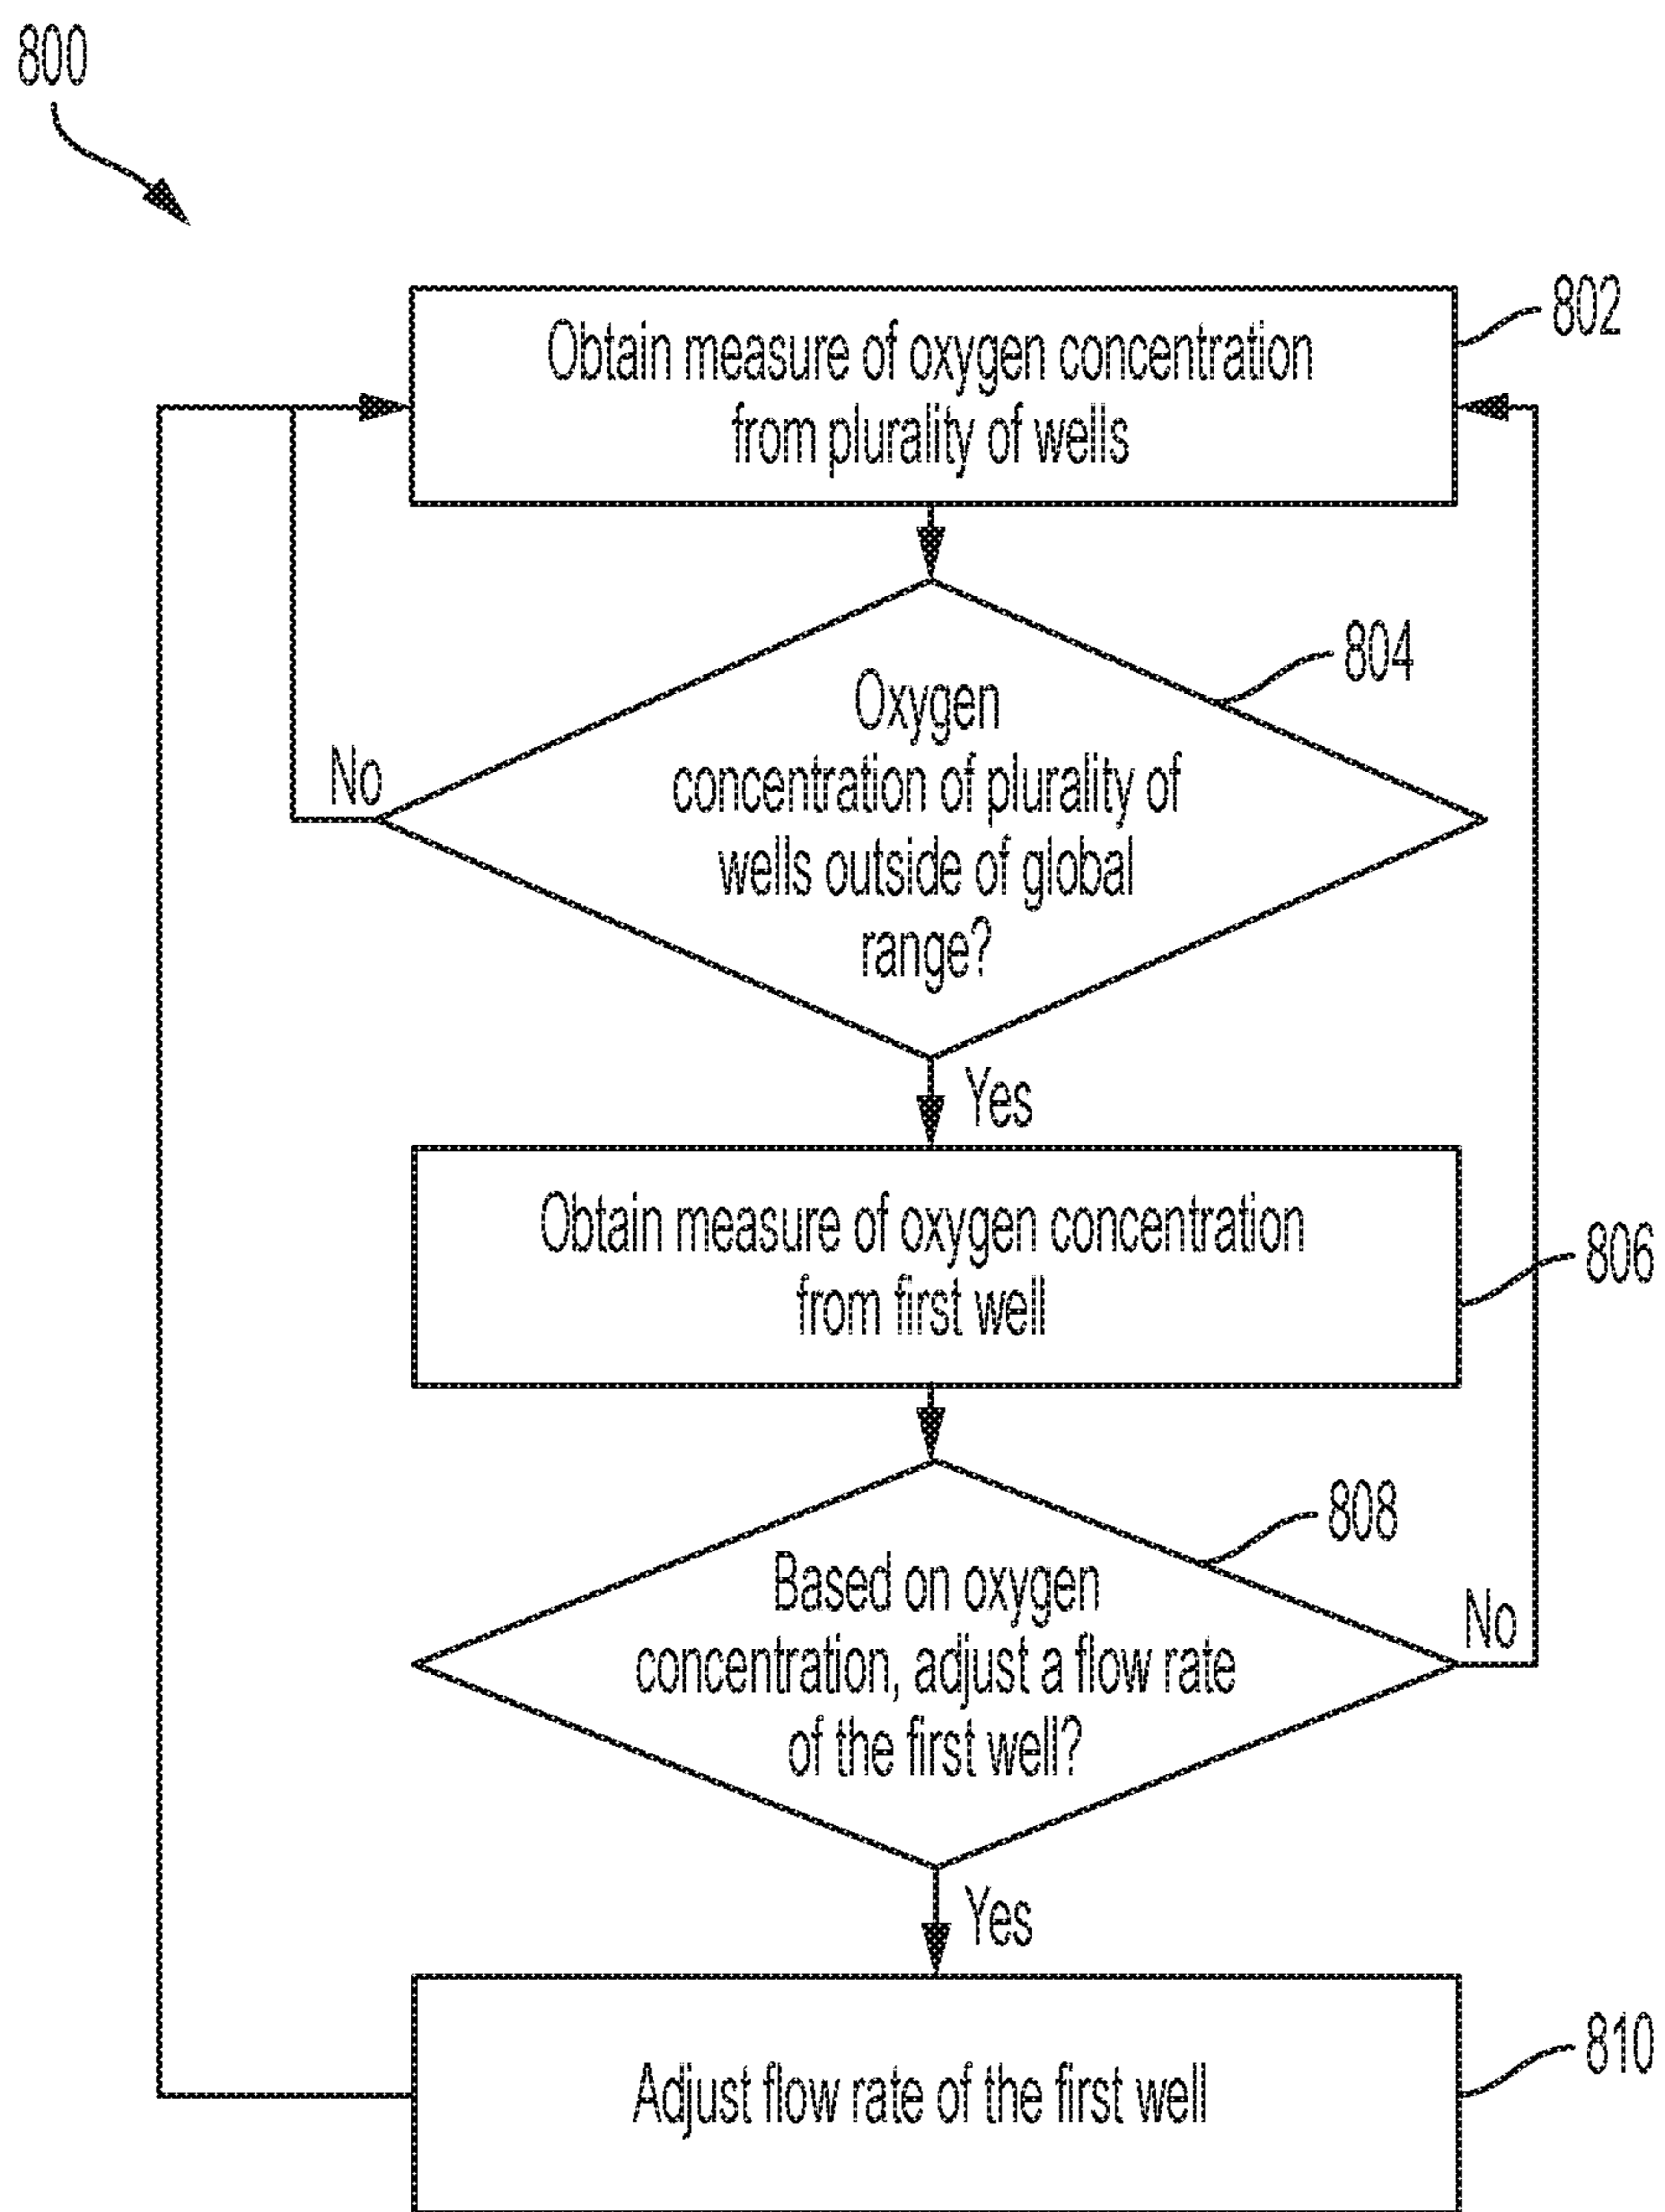 800
Obtain measure of oxygen concentration
from plurality of wells
802
Oxygen
concentration of plurality of
wells outside of global
range?
804
No
Yes
Obtain measure of oxygen concentration
from first well
806
Based on oxygen
concentration, adjust a flow rate
of the first well?
808
No
Yes
Adjust flow rate of the first well
810